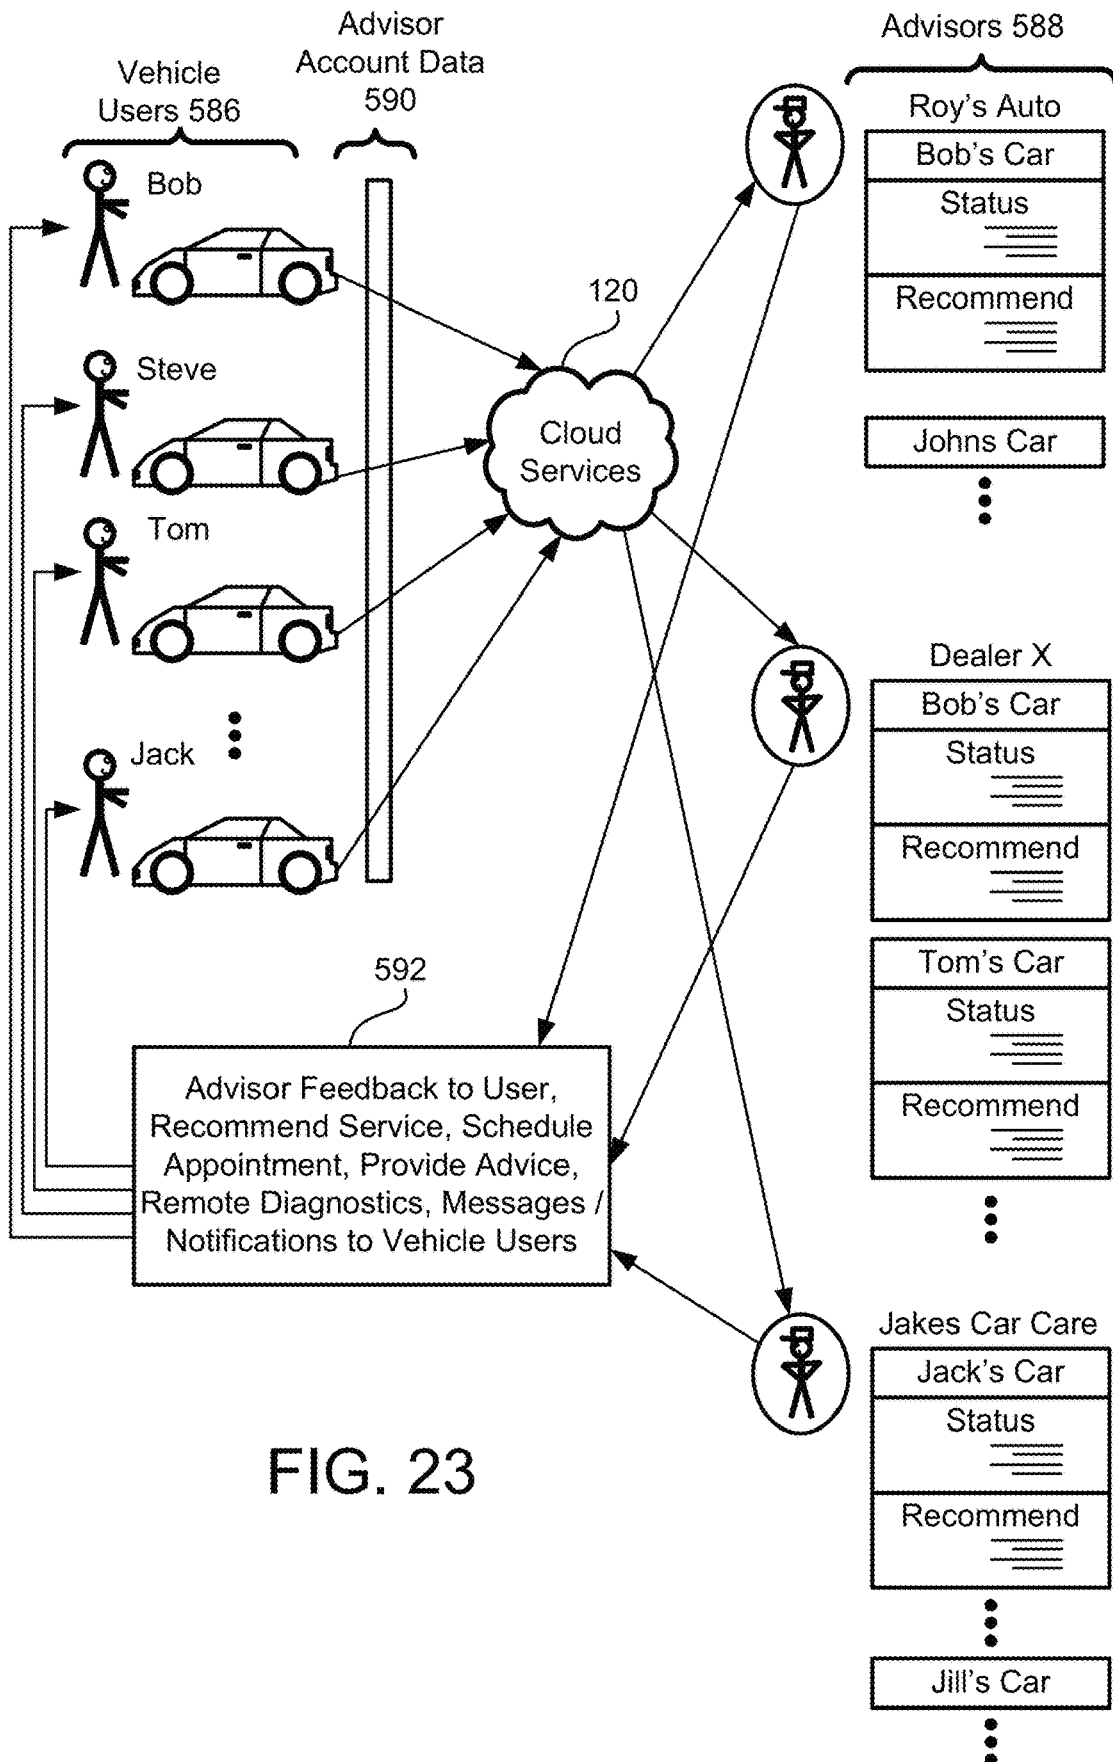 Advisor
Account Data
590
Vehicle
Users 586
Advisors 588
Bob
Steve
Tom
Jack
120
Cloud
Services
Roy's Auto
Bob's Car
Status
Recommend
Johns Car
Dealer X
Bob's Car
Status
Recommend
Tom's Car
Status
Recommend
Jakes Car Care
Jack's Car
Status
Recommend
Jill's Car
592
Advisor Feedback to User,
Recommend Service, Schedule
Appointment, Provide Advice,
Remote Diagnostics, Messages /
Notifications to Vehicle Users
FIG. 23